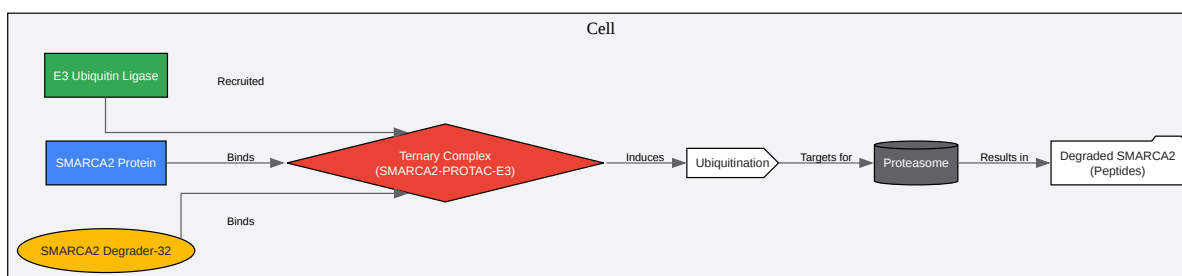 Cell
E3 Ubiquitin Ligase
Recruited
SMARCA2 Protein
Binds
Ternary Complex
(SMARCA2-PROTAC-E3)
Induces
Ubiquitination
Targets for
Proteasome
Results in
Degraded SMARCA2
(Peptides)
Binds
SMARCA2 Degrader-32